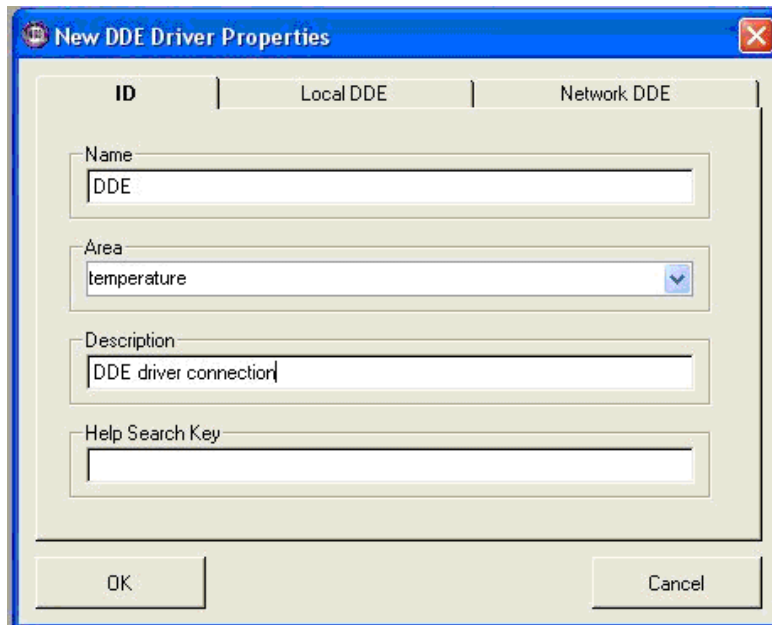 New DDE Driver Properties
ID Local DDE Network DDE
Name
DDE
Area
temperature
Description
DDE driver connection
Help Search Key
OK Cancel